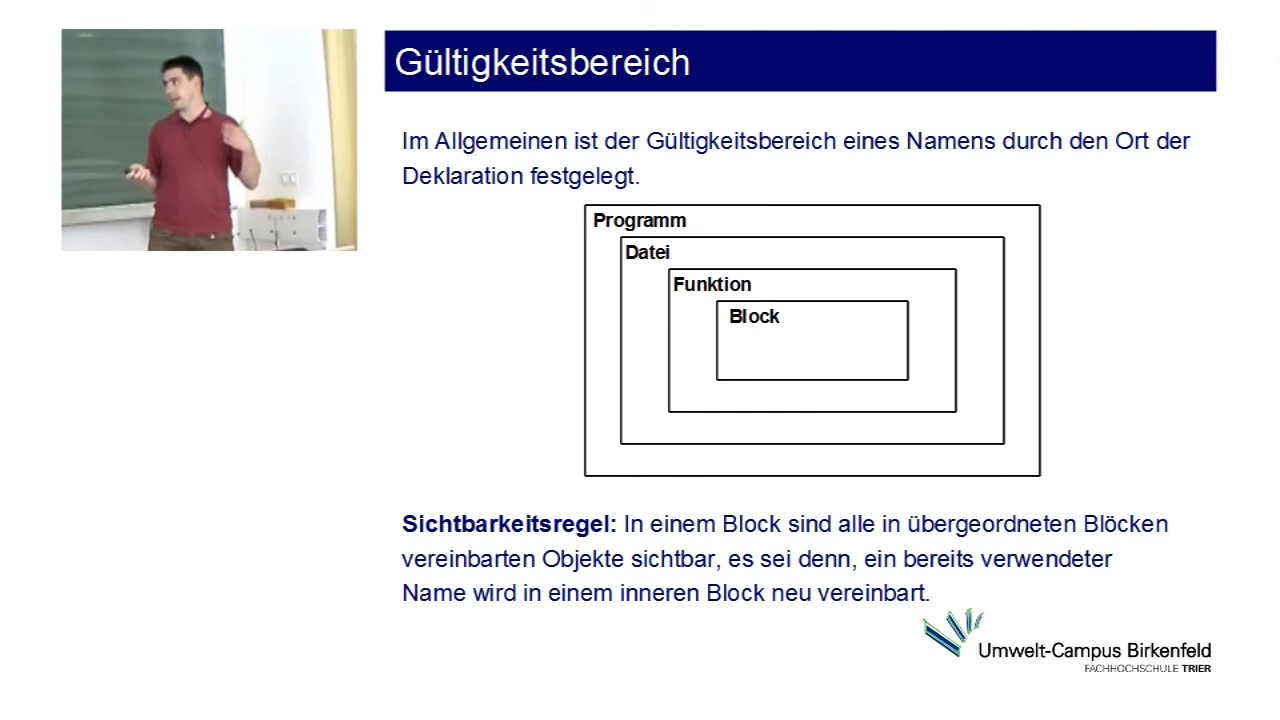 Gültigkeitsbereich
Im Allgemeinen ist der Gültigkeitsbereich eines Namens durch den Ort der
Deklaration festgelegt.
Programm
Datei
Funktion
Block
Sichtbarkeitsregel: In einem Block sind alle in übergeordneten Blöcken
vereinbarten Objekte sichtbar, es sei denn, ein bereits verwendeter
Name wird in einem inneren Block neu vereinbart.
Umwelt-Campus Birkenfeld
FACHHOCHSCHULE TRIER